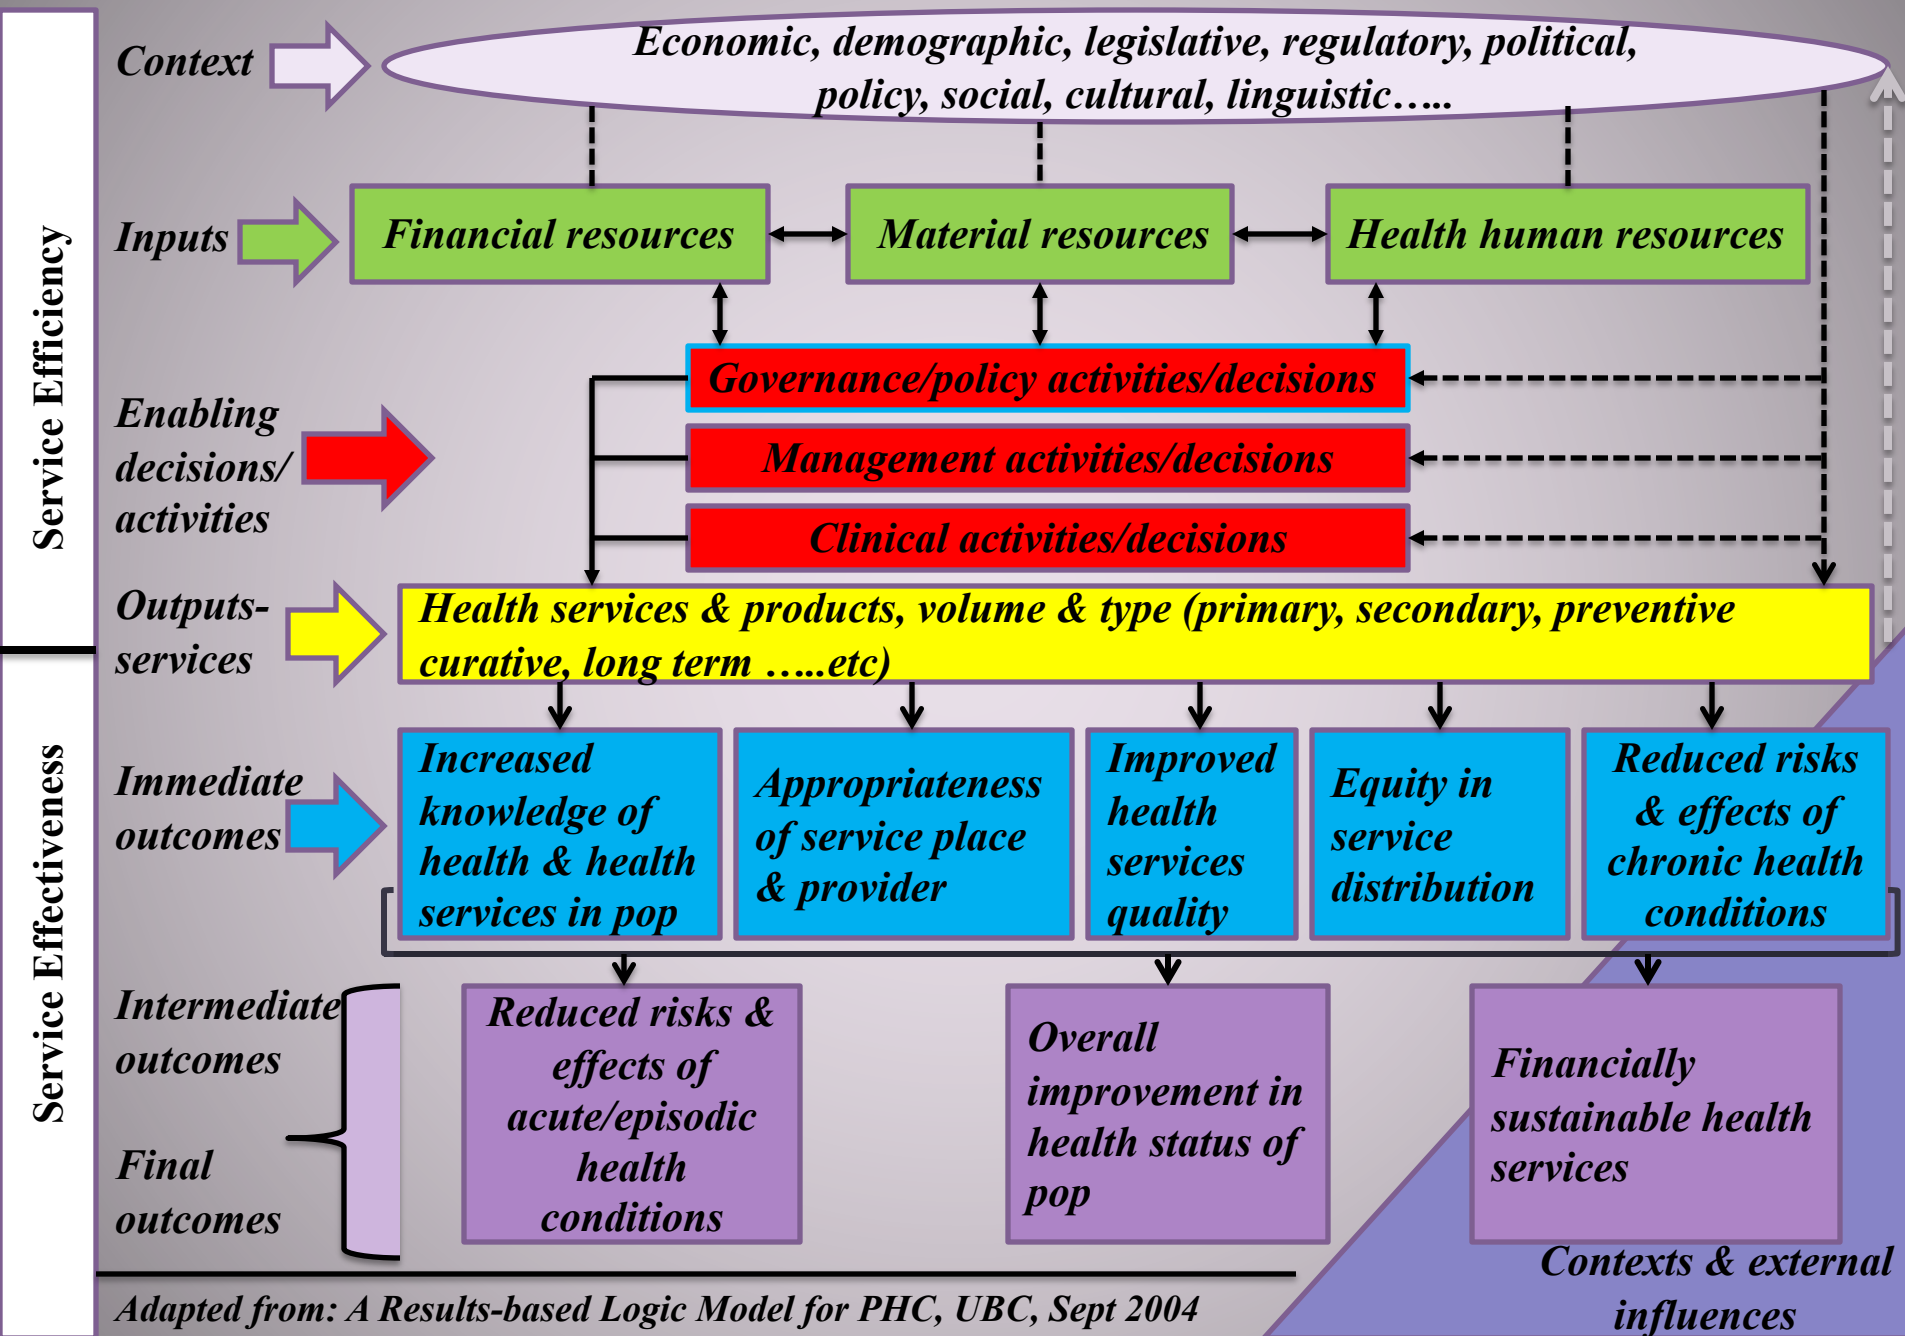 Service Efficiency
Service Effectiveness
Context
Economic, demographic, legislative, regulatory, political,
policy, social, cultural, linguistic…..
Inputs
Financial resources
Material resources
Health human resources
Enabling
decisions/
activities
Governance/policy activities/decisions
Management activities/decisions
Clinical activities/decisions
Outputs-
services
Health services & products, volume & type (primary, secondary, preventive
curative, long term …..etc)
Immediate
outcomes
Increased
knowledge of
health & health
services in pop
Appropriateness
of service place
& provider
Improved
health
services
quality
Equity in
service
distribution
Reduced risks
& effects of
chronic health
conditions
Intermediate
outcomes
Final
outcomes
Reduced risks &
effects of
acute/episodic
health
conditions
Overall
improvement in
health status of
pop
Financially
sustainable health
services
Contexts & external
influences
Adapted from: A Results-based Logic Model for PHC, UBC, Sept 2004